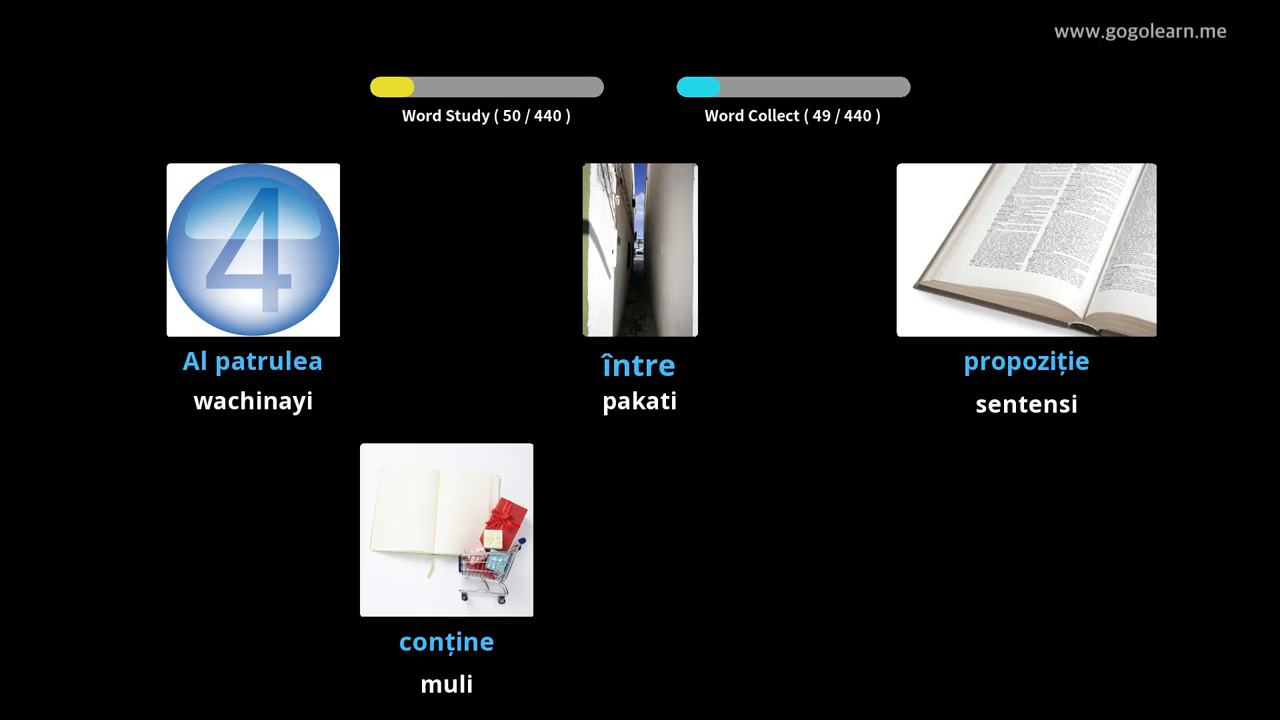 www.gogolearn.me
Word Study ( 50 / 440 )
Word Collect ( 49 / 440 )
4
Al patrulea
wachinayi
între
pakati
propoziție
sentensi
conține
muli